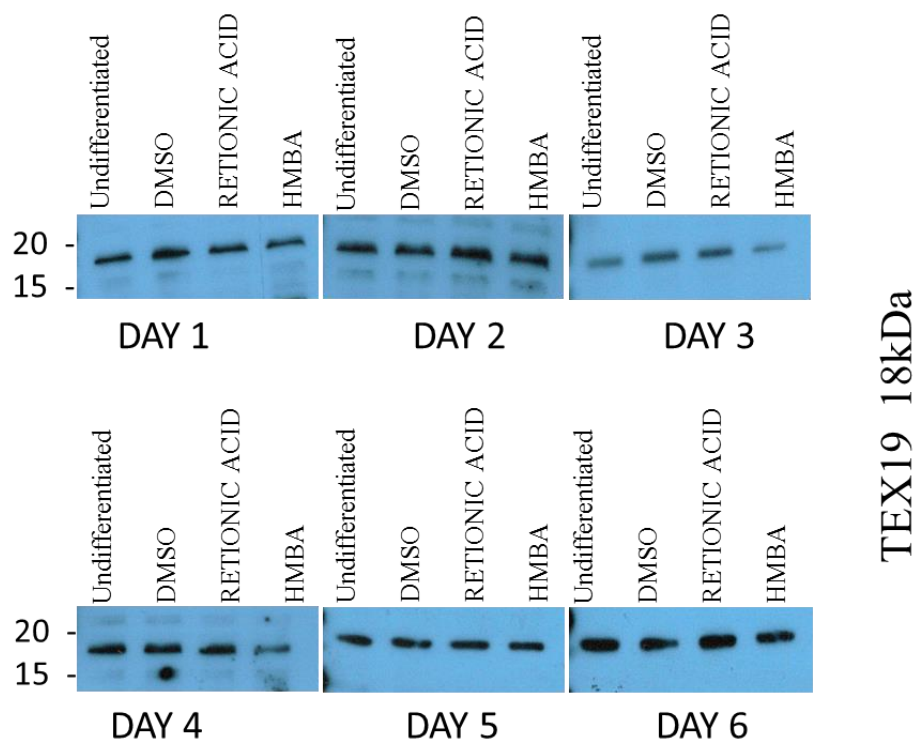 Undifferentiated
DMSO
RETIONIC ACID
HMBA
Undifferentiated
DMSO
RETIONIC ACID
HMBA
Undifferentiated
DMSO
RETIONIC ACID
HMBA
20 -
15 -
DAY 1
DAY 2
DAY 3
TEX19 18kDa
Undifferentiated
DMSO
RETIONIC ACID
HMBA
Undifferentiated
DMSO
RETIONIC ACID
HMBA
Undifferentiated
DMSO
RETIONIC ACID
HMBA
20 -
15 -
DAY 4
DAY 5
DAY 6